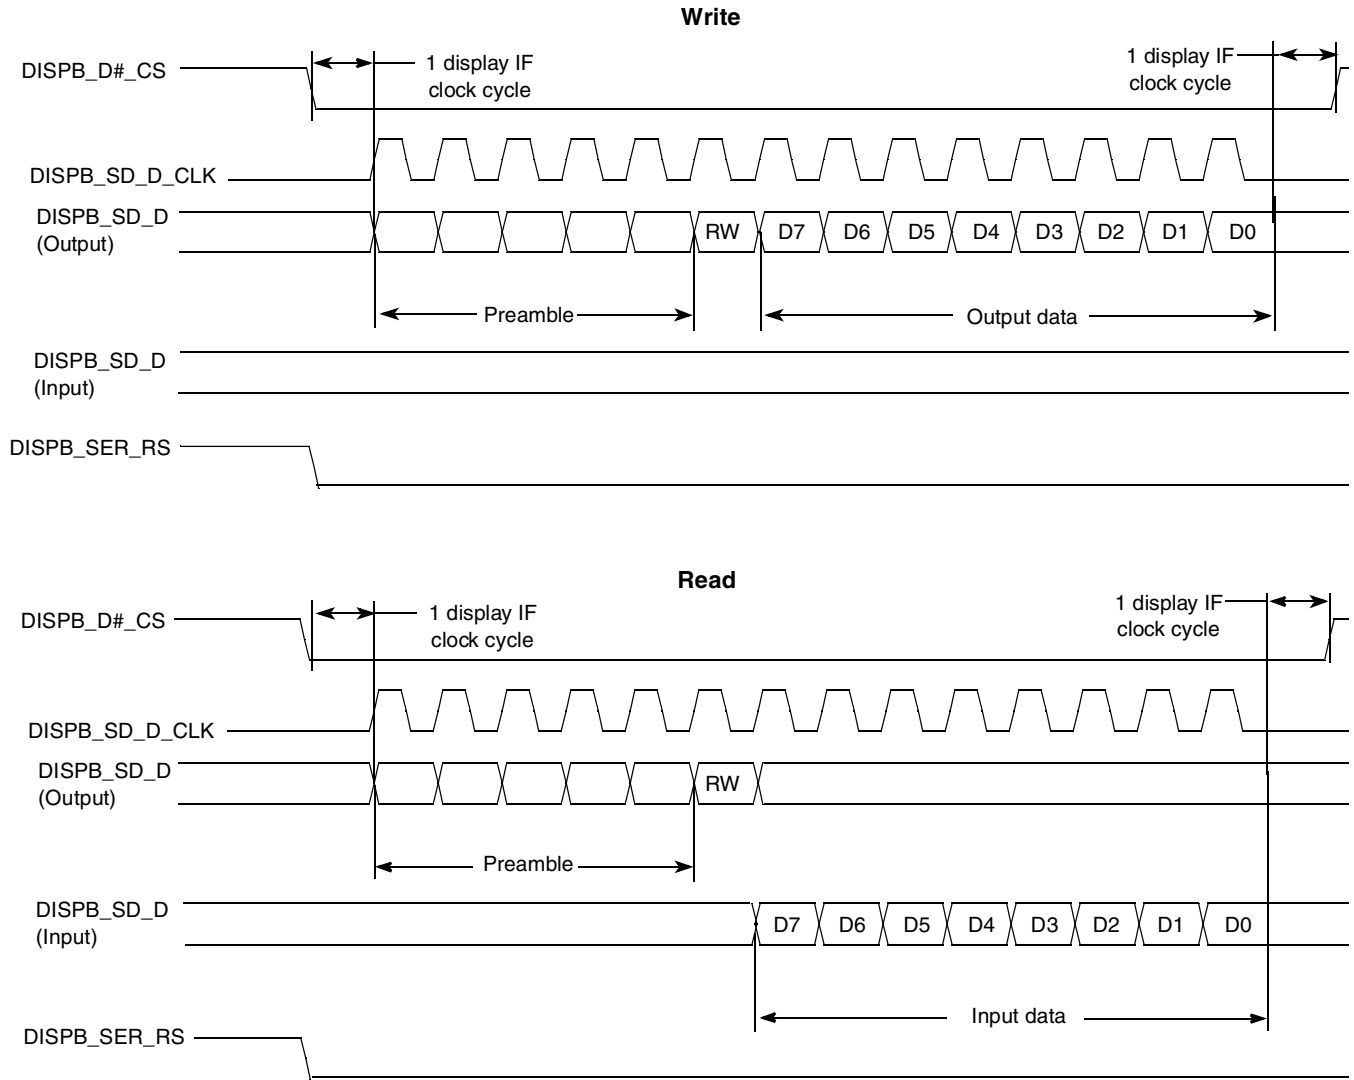 Write
DISPB_D#_CS
1 display IF
clock cycle
1 display IF
clock cycle
DISPB_SD_D_CLK
DISPB_SD_D
(Output)
RW D7 D6 D5 D4 D3 D2 D1 D0
Preamble
Output data
DISPB_SD_D
(Input)
DISPB_SER_RS
Read
DISPB_D#_CS
1 display IF
clock cycle
1 display IF
clock cycle
DISPB_SD_D_CLK
DISPB_SD_D
(Output)
RW
Preamble
DISPB_SD_D
(Input)
D7 D6 D5 D4 D3 D2 D1 D0
Input data
DISPB_SER_RS